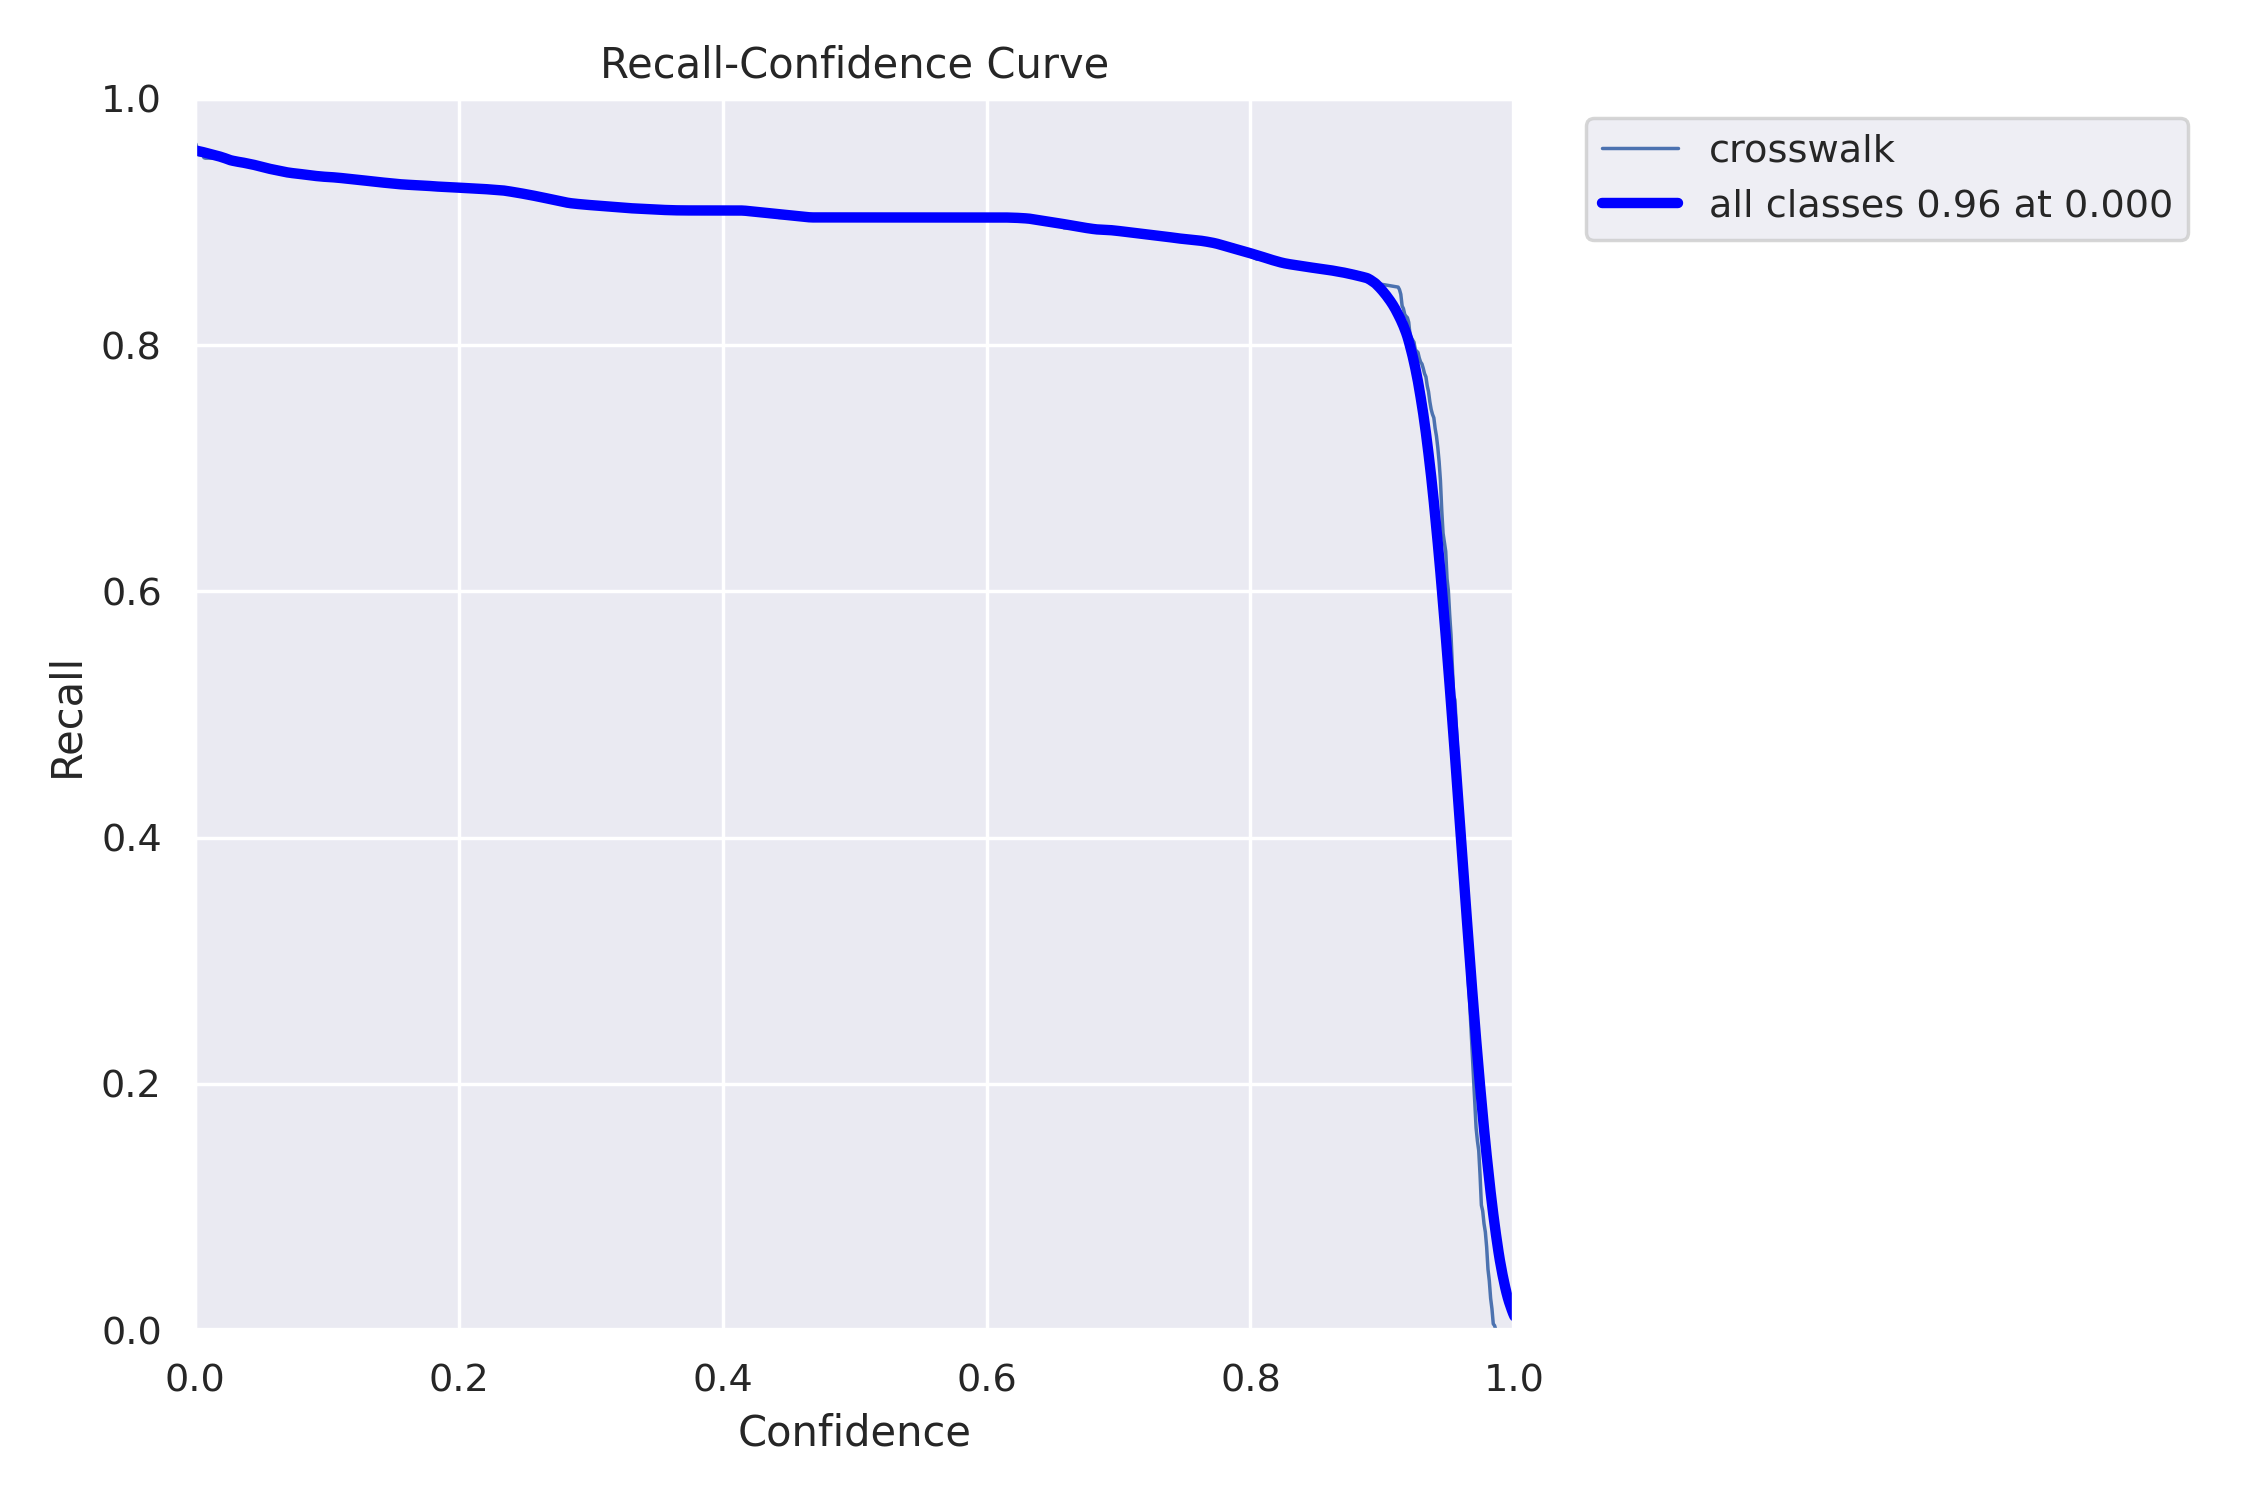 Recall-Confidence Curve
1.0
0.8
0.6
0.4
0.2
0.0
Recall
0.0 0.2 0.4 0.6 0.8 1.0
Confidence
crosswalk
all classes 0.96 at 0.000